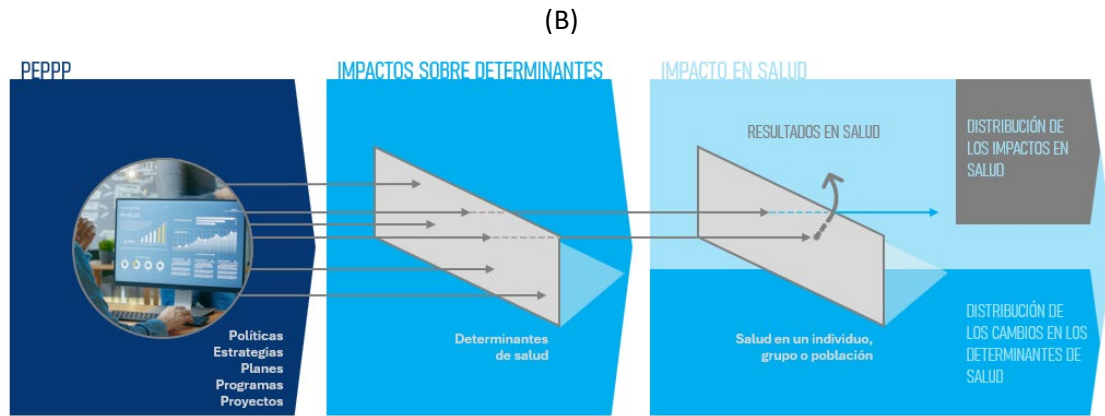 (B)
PEPPP
IMPACTOS SOBRE DETERMINANTES
IMPACTO EN SALUD
RESULTADOS EN SALUD
DISTRIBUCIÓN DE
LOS IMPACTOS EN
SALUD
Políticas
Estrategias
Planes
Programas
Proyectos
Determinantes
de salud
Salud en un individuo,
grupo o población
DISTRIBUCIÓN DE
LOS CAMBIOS EN LOS
DETERMINANTES DE
SALUD